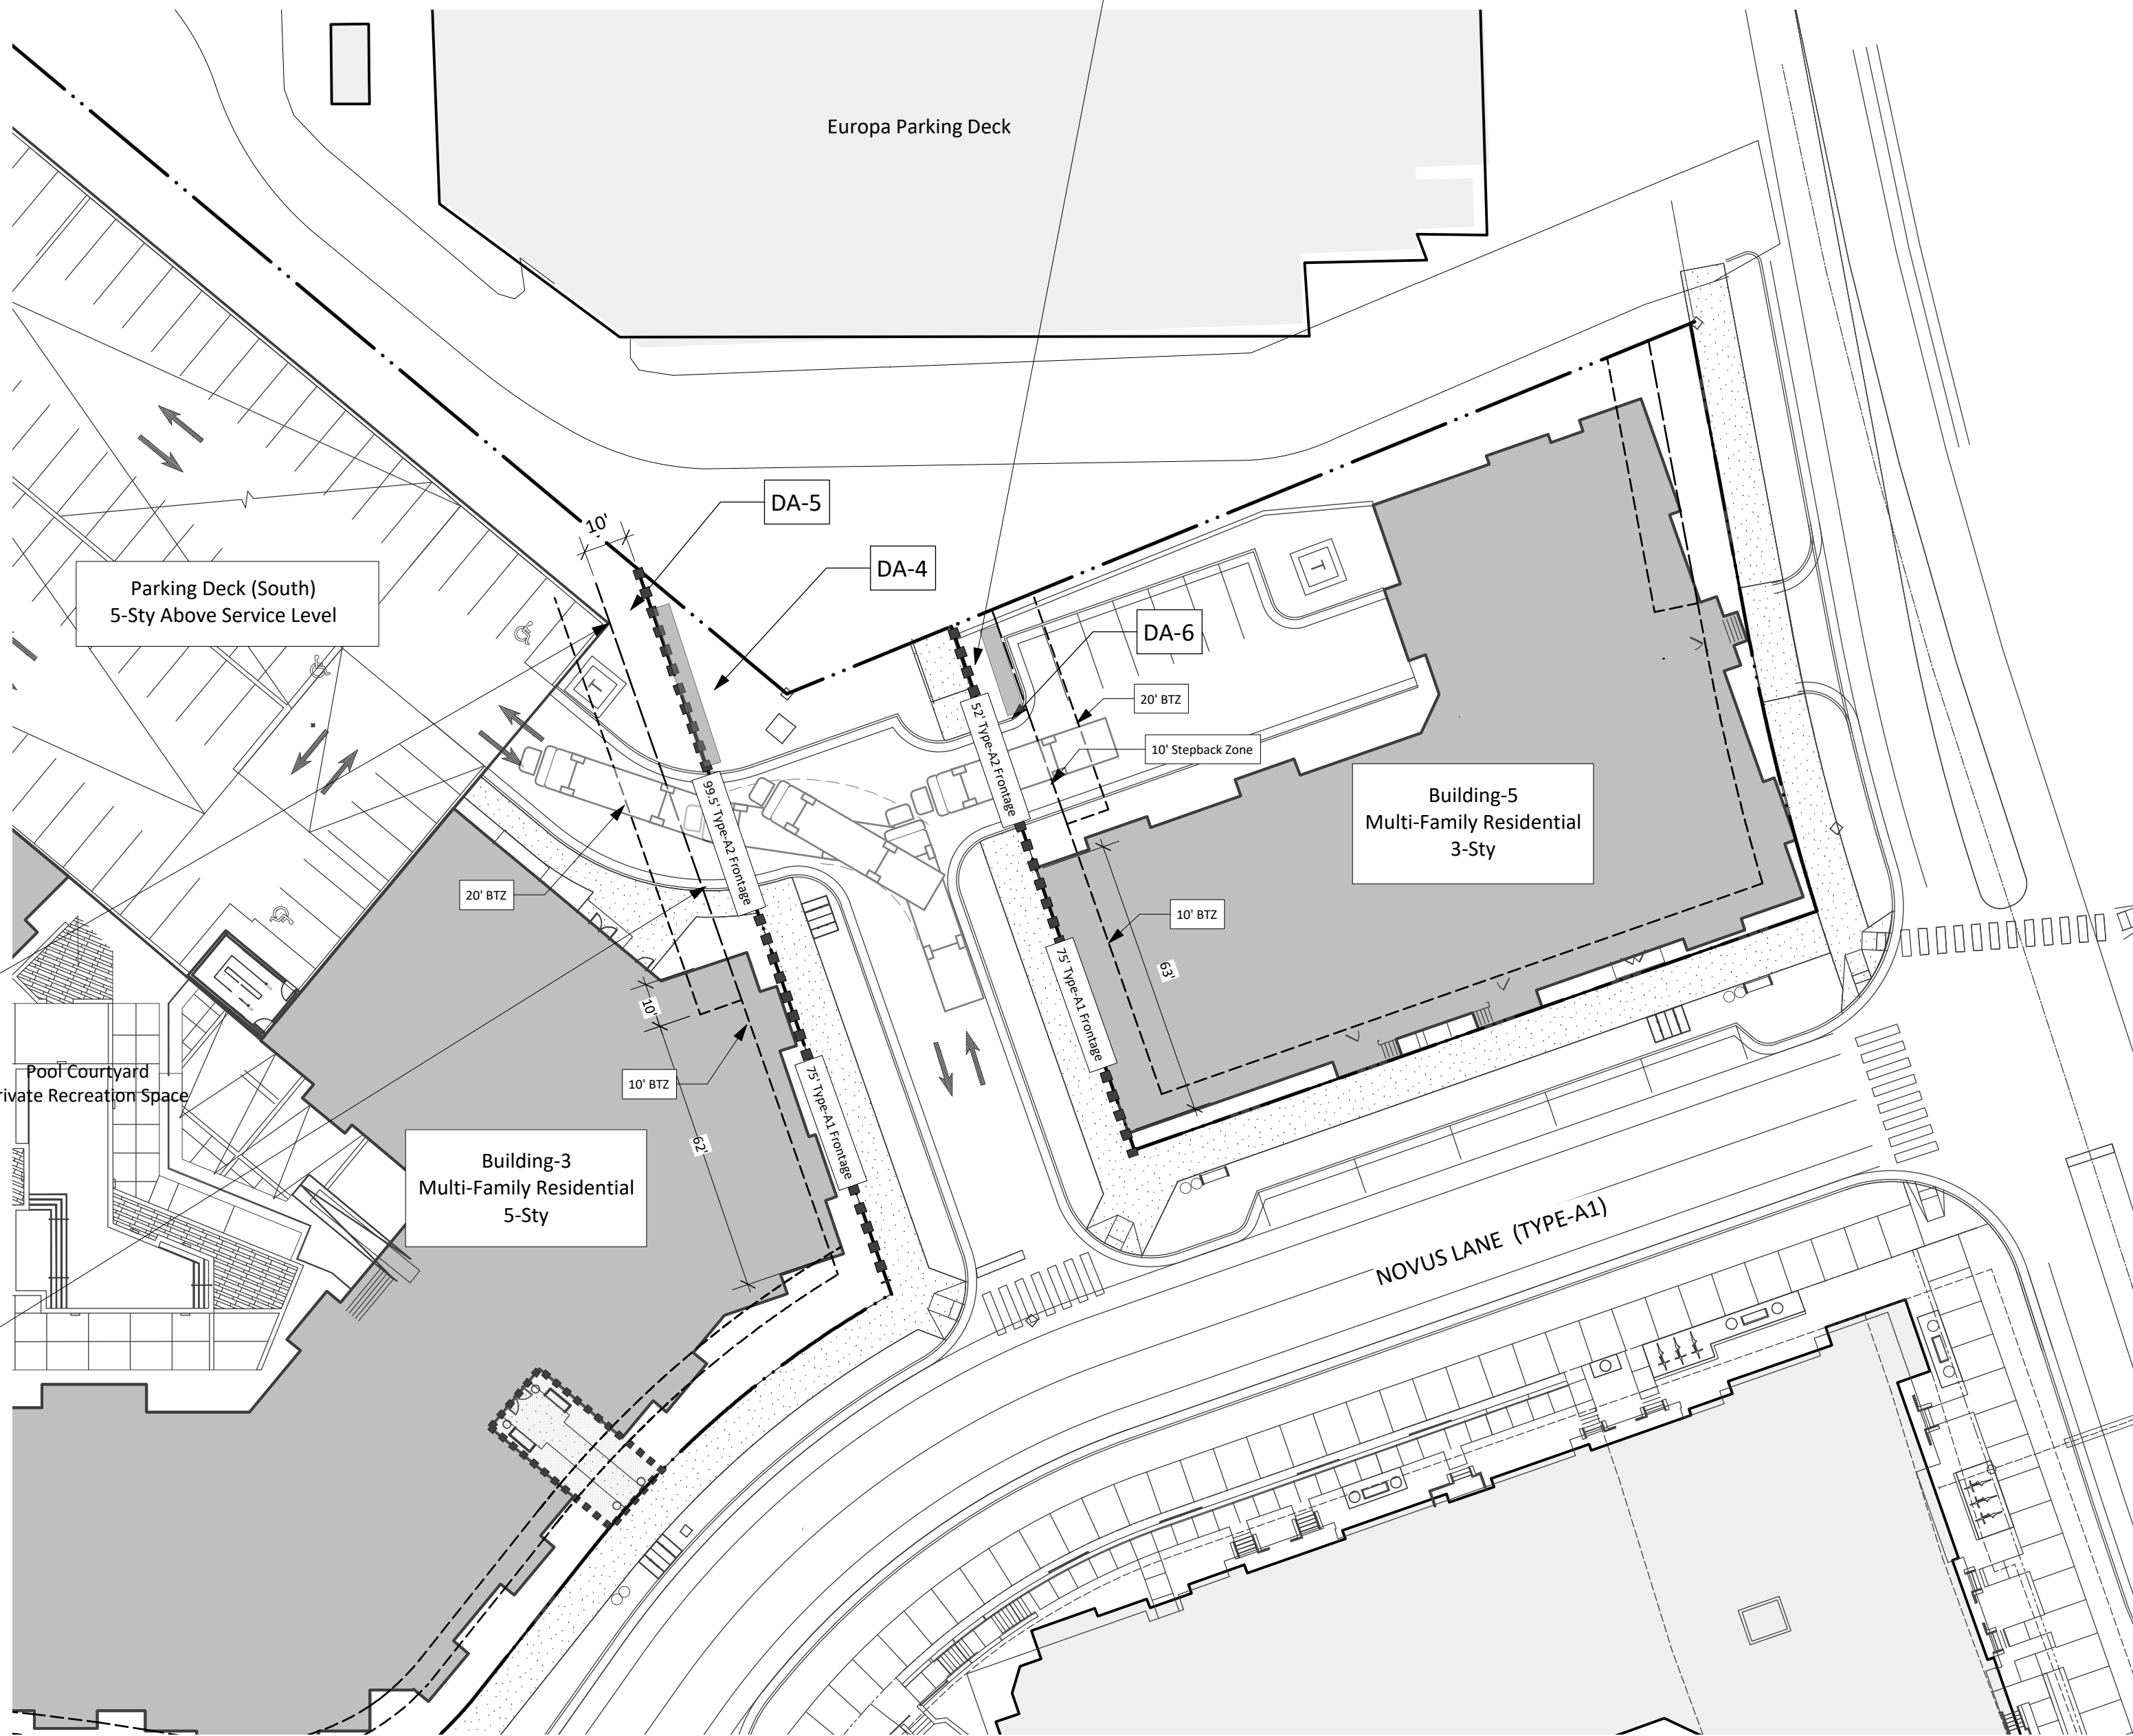 Europa Parking Deck
DA-5
10'
DA-4
Parking Deck (South)
5-Sty Above Service Level
T
DA-6
T
20' BTZ
52' Type-A2 Frontage
10' Stepback Zone
99.5' Type-A2 Frontage
Building-5
Multi-Family Residential
3-Sty
20' BTZ
10' BTZ
63'
75' Type-A1 Frontage
10'
10' BTZ
Pool Courtyard
rivate Recreation Space
75' Type-A1 Frontage
62'
Building-3
Multi-Family Residential
5-Sty
NOVUS LANE (TYPE-A1)